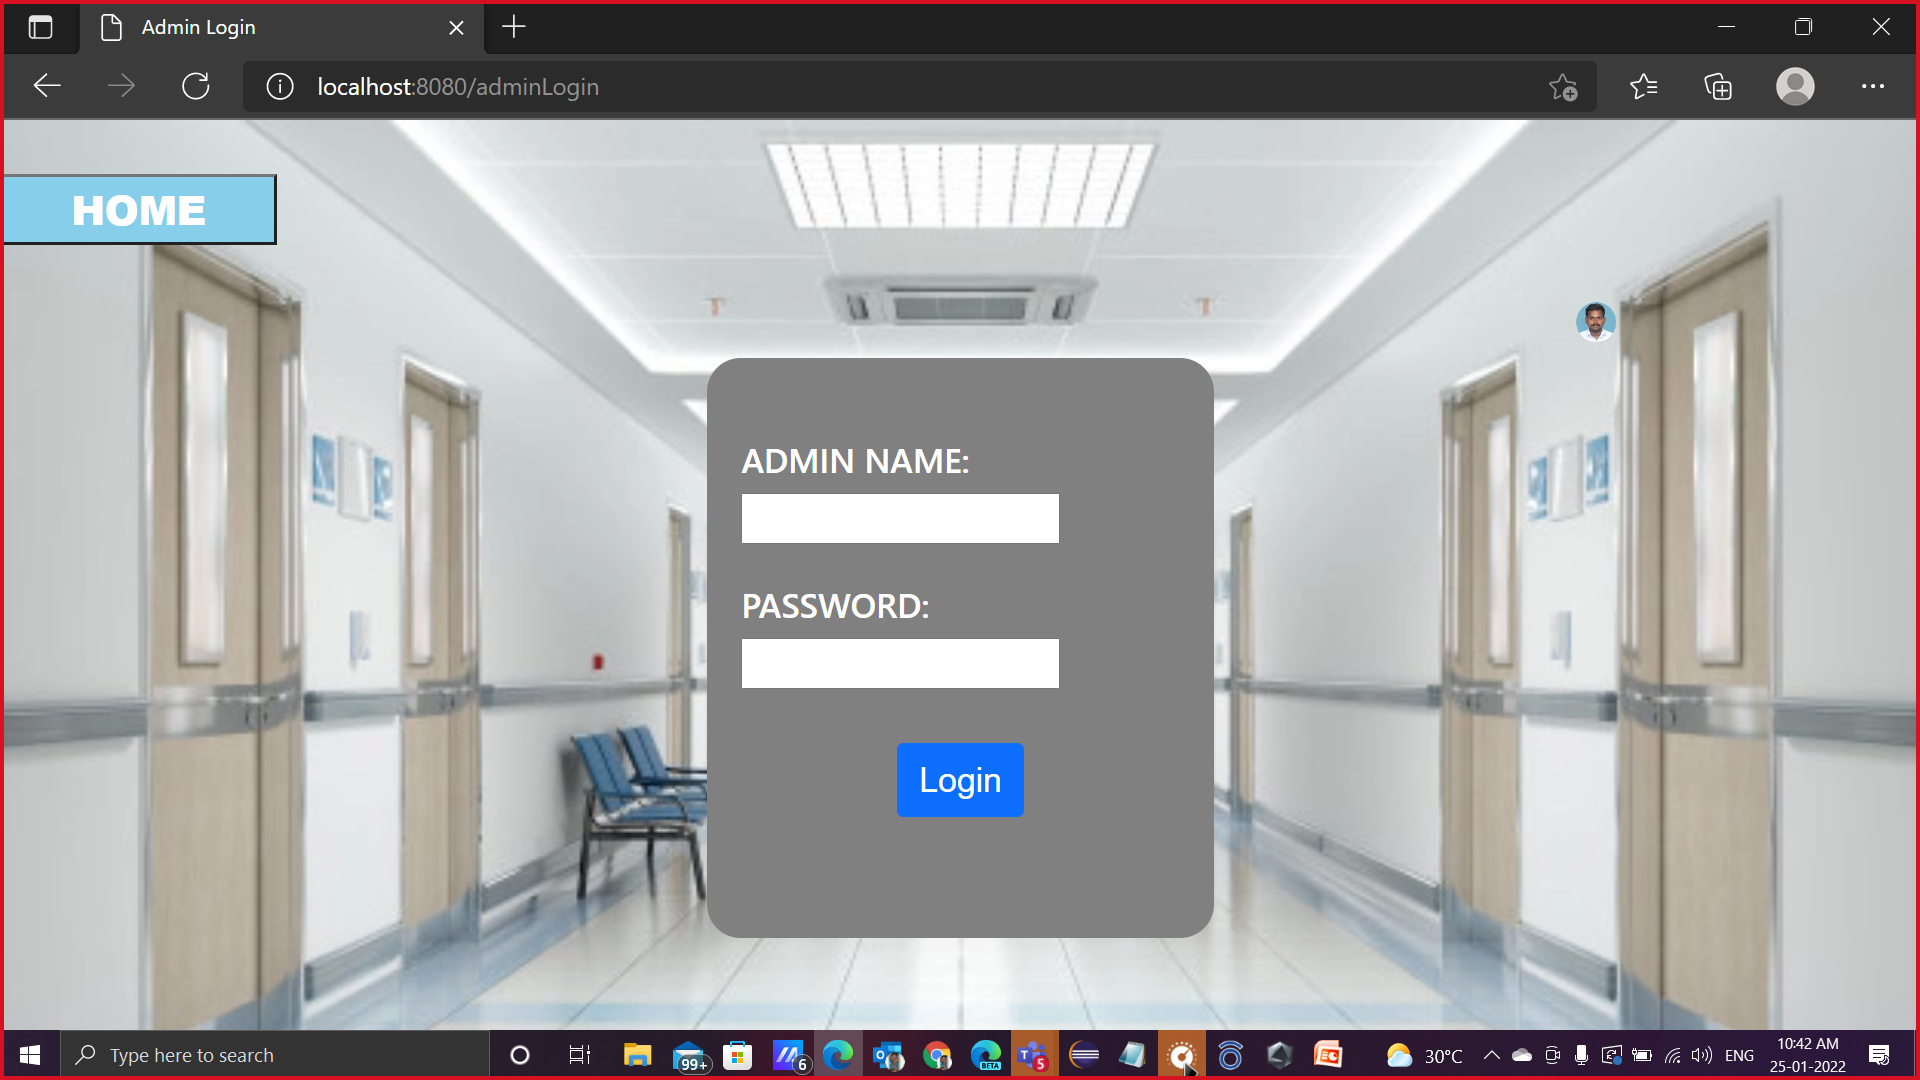 Admin Login
localhost:8080/adminLogin
HOME
ADMIN NAME:
PASSWORD:
Login
Type here to search
99+
6
BETA
5
30°C
ENG
10:42 AM
25-01-2022